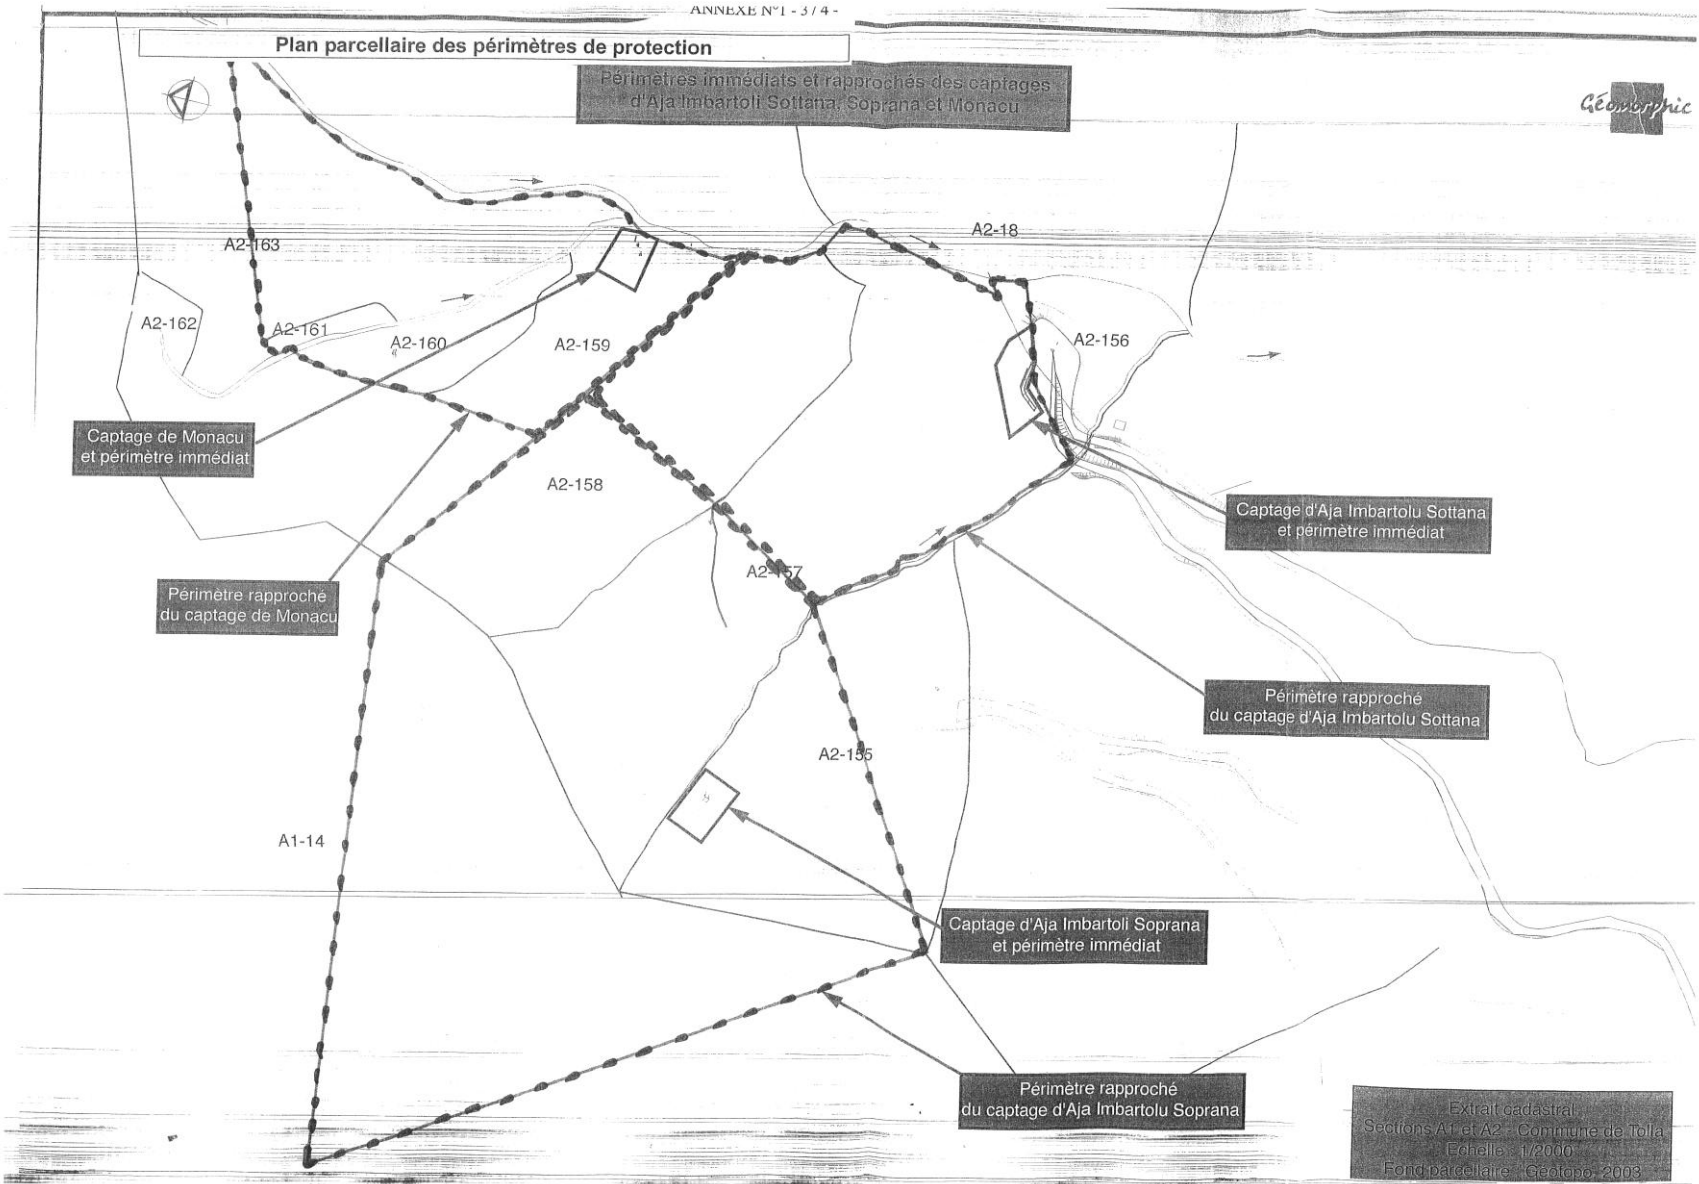 ANNEXE N°1 - 3 / 4 -
Plan parcellaire des périmètres de protection
Périmètres immédiats et rapprochés des captages
d'Aja Imbartoli Sottana, Soprana et Monacu
Géomorphic
A2-18
A2-163
A2-162
A2-161
A2-160
A2-159
A2-156
Captage de Monacu
et périmètre immédiat
A2-158
Captage d'Aja Imbartolu Sottana
et périmètre immédiat
A2-157
Périmètre rapproché
du captage de Monacu
Périmètre rapproché
du captage d'Aja Imbartolu Sottana
A2-155
A1-14
Captage d'Aja Imbartoli Soprana
et périmètre immédiat
Périmètre rapproché
du captage d'Aja Imbartolu Soprana
Extrait cadastral
Sections A1 et A2 - Commune de Tolla
Echelle : 1/2000
Fond parcellaire : Géotopo, 2003